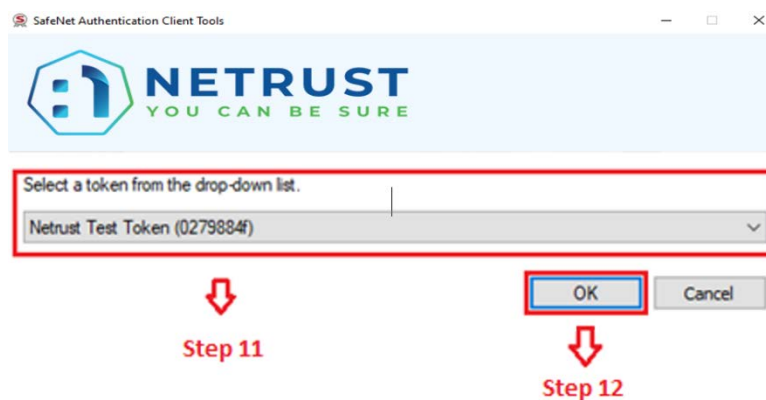 SafeNet Authentication Client Tools
NETRUST
YOU CAN BE SURE
Select a token from the drop-down list.
Netrust Test Token (0279884f)
OK
Cancel
Step 11
Step 12